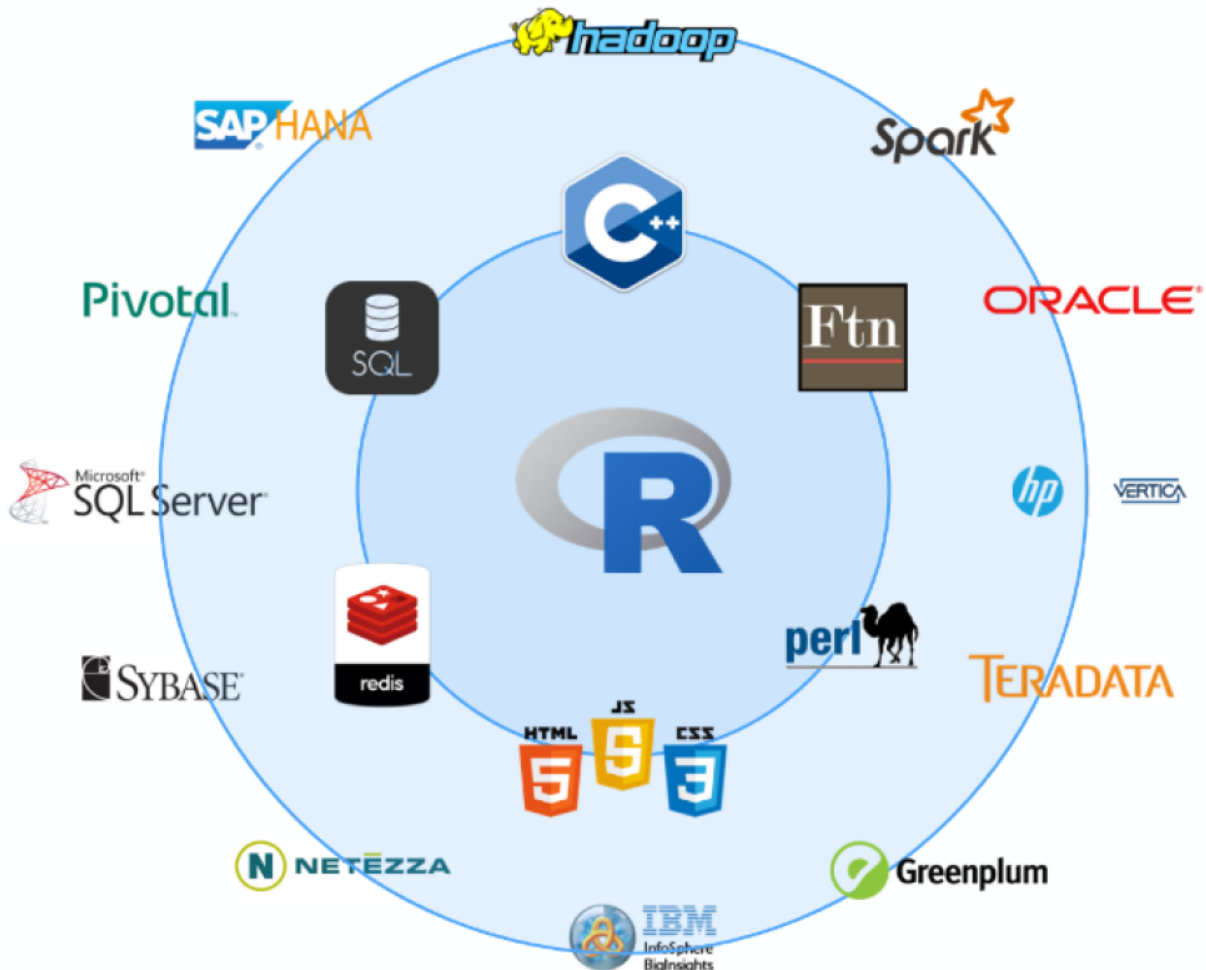 hadoop
SAP HANA
Spark
C++
Pivotal
SQL
Ftn
ORACLE
R
Microsoft
SQL Server
hp
VERTICA
redis
perl
SYBASE
TERADATA
HTML
JS
CSS
5
5
3
N NETEZZA
Greenplum
IBM
InfoSphere
BigInsights